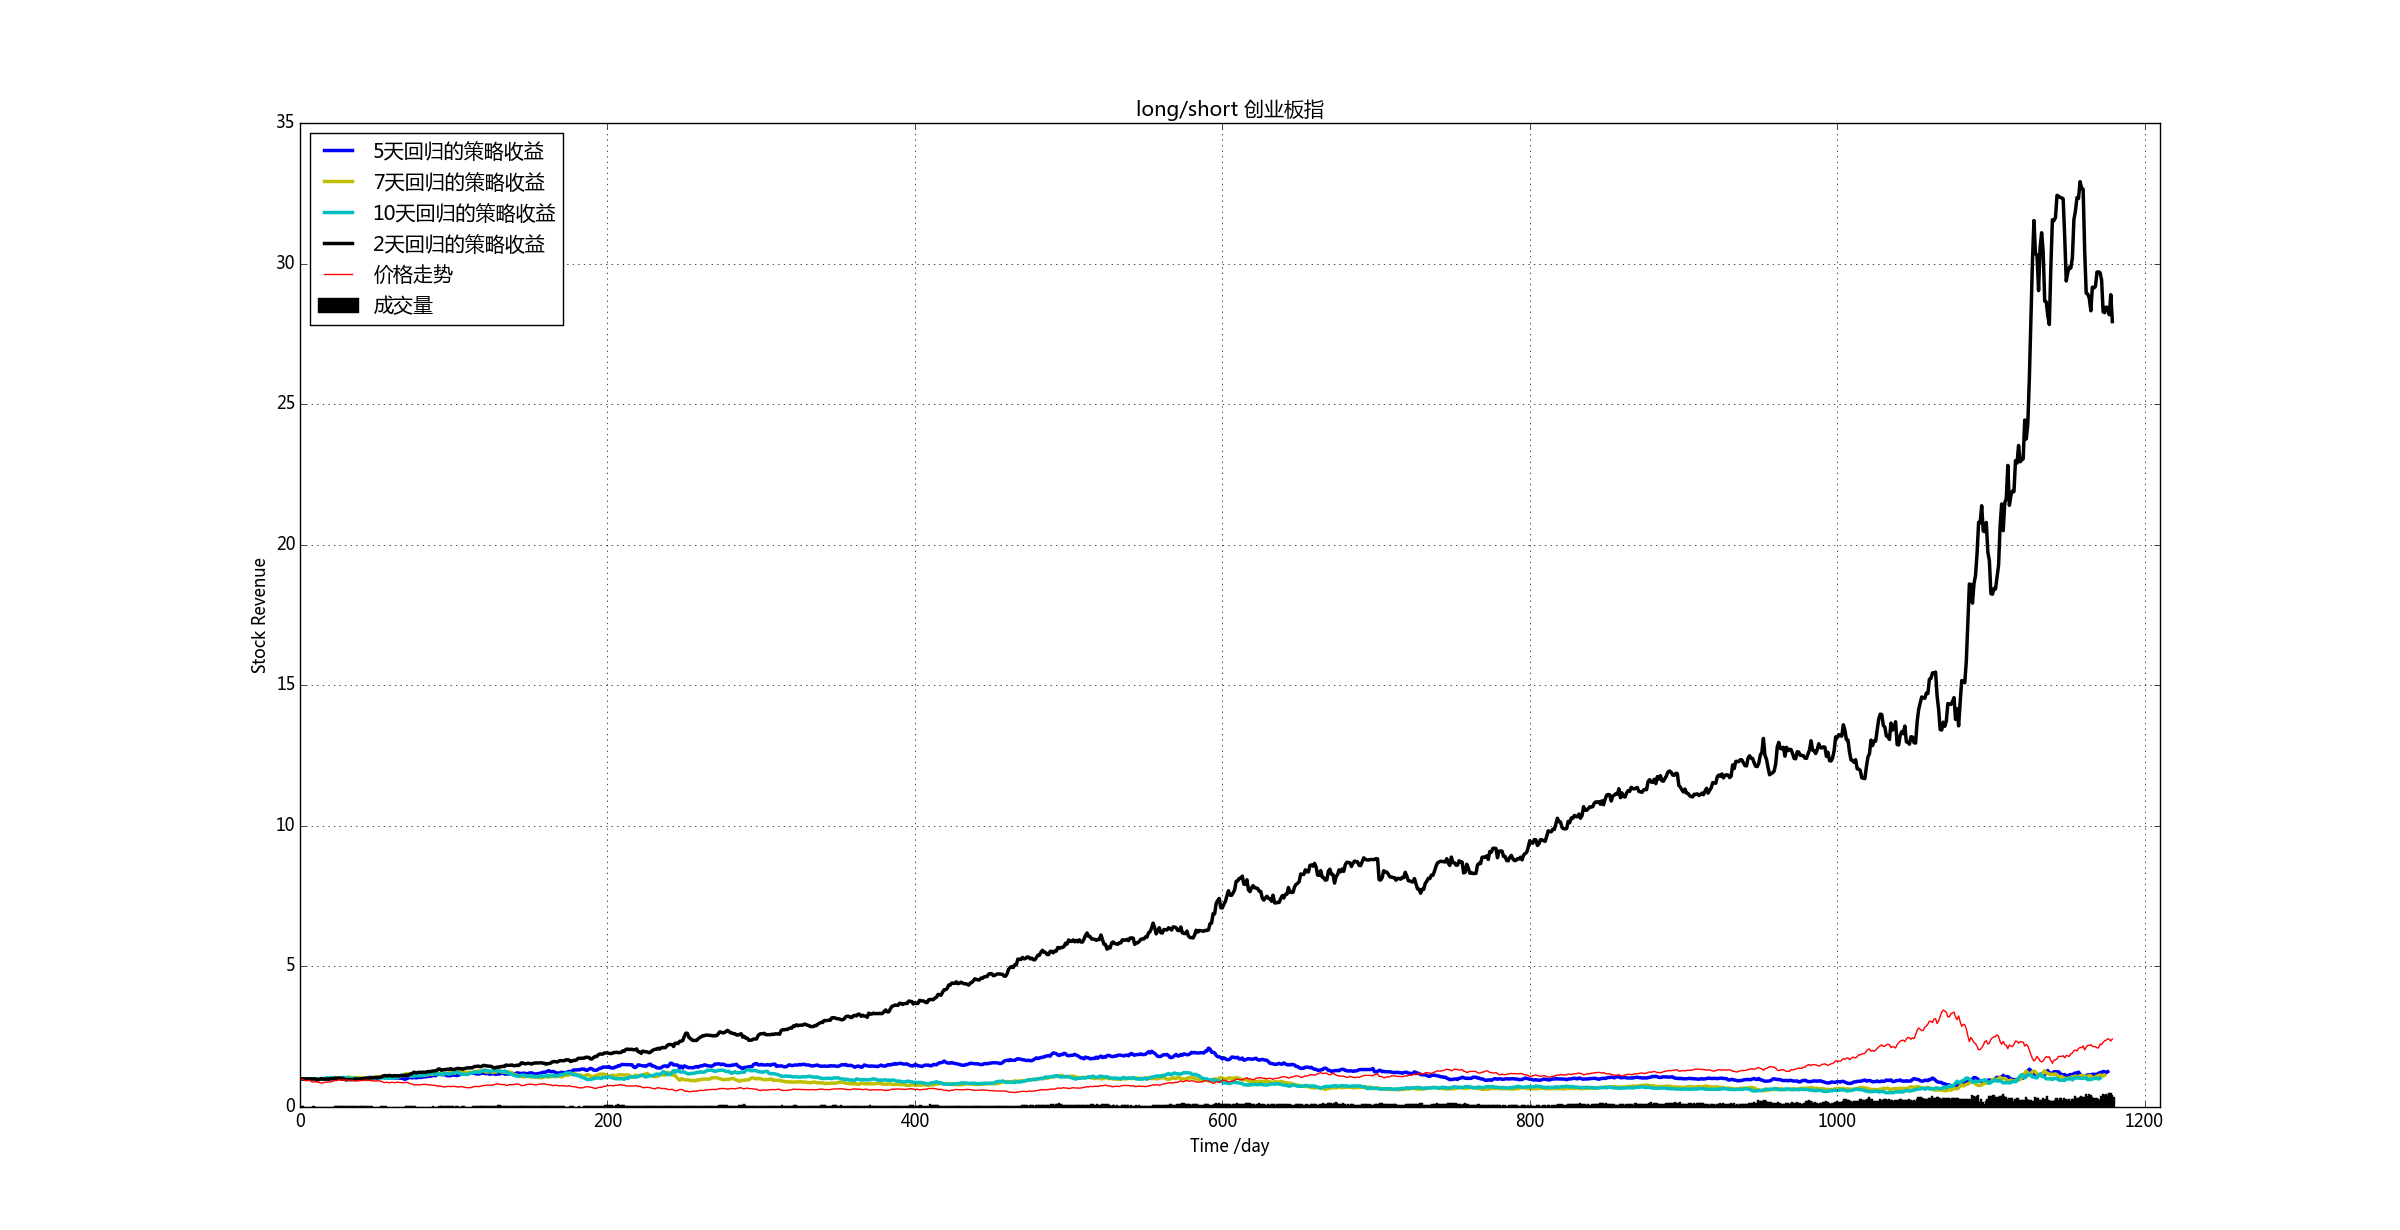 long/short 创业板指
35
30
25
20
15
10
5
0
5天回归的策略收益
7天回归的策略收益
10天回归的策略收益
2天回归的策略收益
价格走势
成交量
Stock Revenue
0 200 400 600 800 1000 1200
Time /day